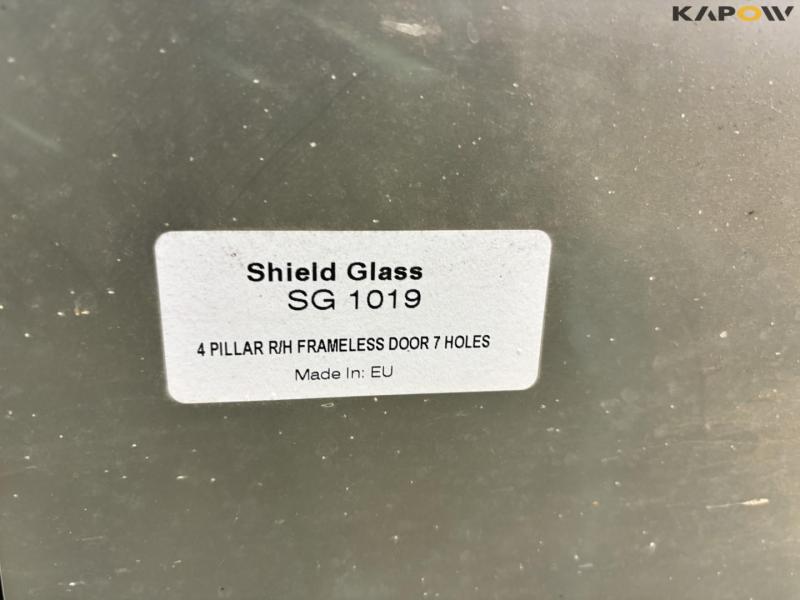 KAPOW
Shield Glass
SG 1019
4 PILLAR R/H FRAMELESS DOOR 7 HOLES
Made In: EU